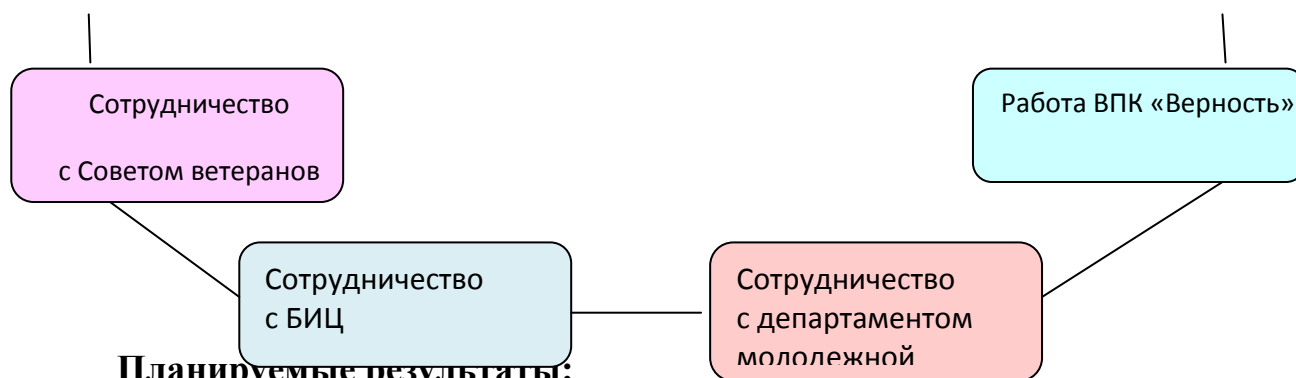 Сотрудничество
с Советом ветеранов
Работа ВПК «Верность»
Сотрудничество
с БИЦ
Сотрудничество
с департаментом
молодежной
Планируемые результаты: